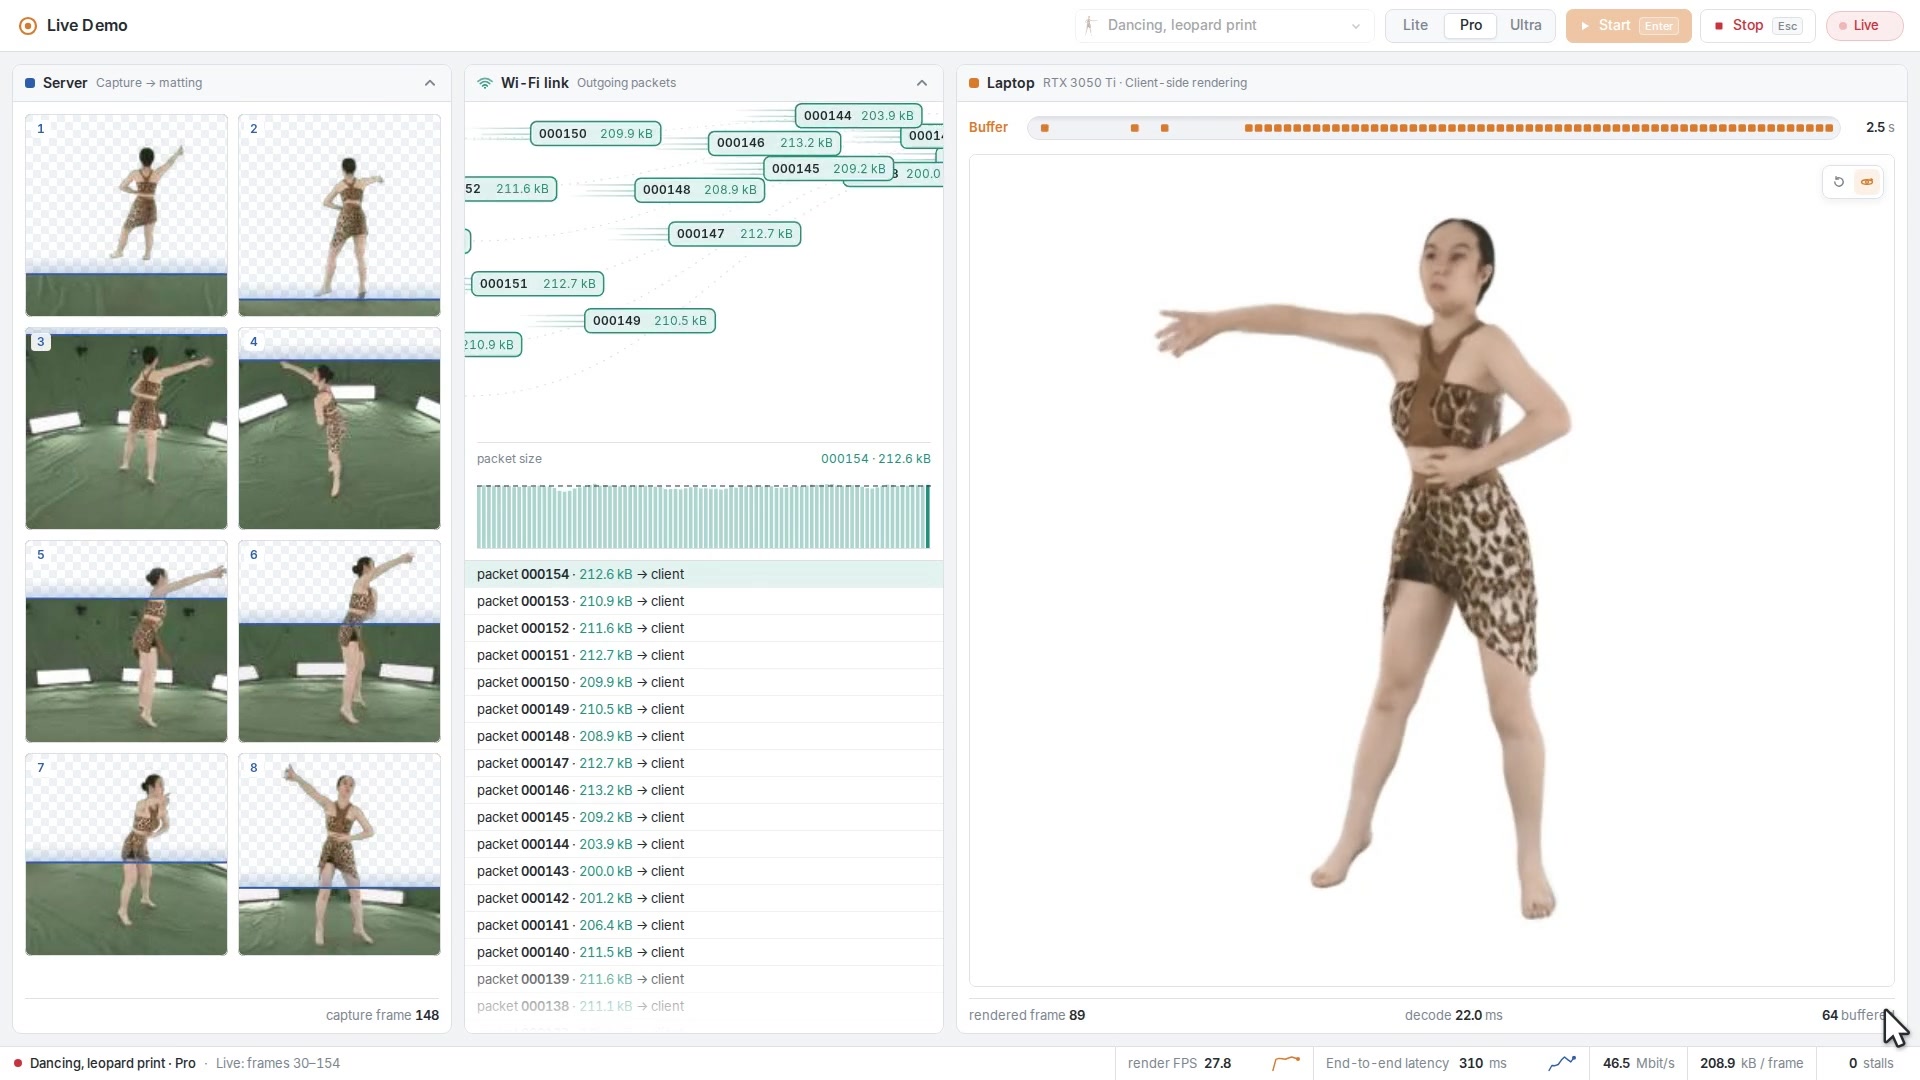 Live Demo
Dancing, leopard print
Lite Pro Ultra
Start Enter
Stop Esc
Live
Server Capture → matting
1
2
3
4
5
6
7
8
capture frame 148
Wi-Fi link Outgoing packets
000144 203.9 kB
000150 209.9 kB
000146 213.2 kB
000145 209.2 kB
200.0
52 211.6 kB
000148 208.9 kB
000147 212.7 kB
000151 212.7 kB
000149 210.5 kB
210.9 kB
packet size 000154 · 212.6 kB
packet 000154 · 212.6 kB → client
packet 000153 · 210.9 kB → client
packet 000152 · 211.6 kB → client
packet 000151 · 212.7 kB → client
packet 000150 · 209.9 kB → client
packet 000149 · 210.5 kB → client
packet 000148 · 208.9 kB → client
packet 000147 · 212.7 kB → client
packet 000146 · 213.2 kB → client
packet 000145 · 209.2 kB → client
packet 000144 · 203.9 kB → client
packet 000143 · 200.0 kB → client
packet 000142 · 201.2 kB → client
packet 000141 · 206.4 kB → client
packet 000140 · 211.5 kB → client
packet 000139 · 211.6 kB → client
packet 000138 · 211.1 kB → client
Laptop RTX 3050 Ti · Client-side rendering
Buffer 2.5 s
rendered frame 89
decode 22.0 ms
64 buffered
Dancing, leopard print · Pro · Live: frames 30–154
render FPS 27.8
End-to-end latency 310 ms
46.5 Mbit/s
208.9 kB / frame
0 stalls